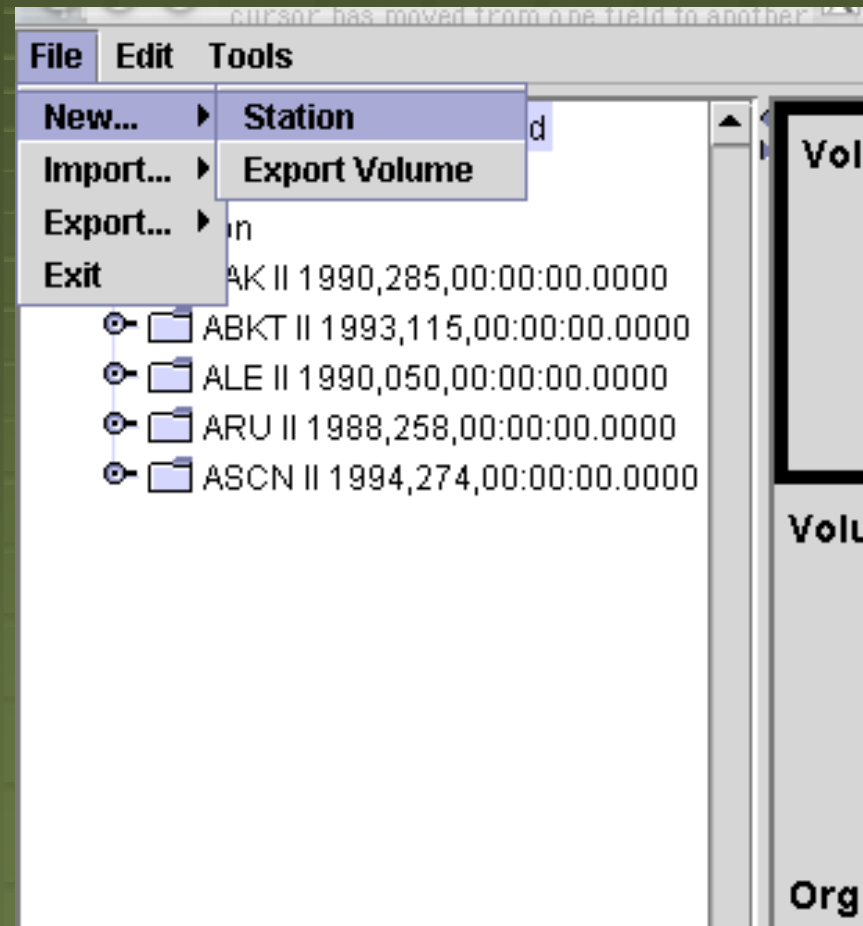 cursor has moved from one field to another
File Edit Tools
New... Station
d
Import... Export Volume
Vol
Export...
on
Exit
AK II 1990,285,00:00:00.0000
ABKT II 1993,115,00:00:00.0000
ALE II 1990,050,00:00:00.0000
ARU II 1988,258,00:00:00.0000
ASCN II 1994,274,00:00:00.0000
Volu
Org